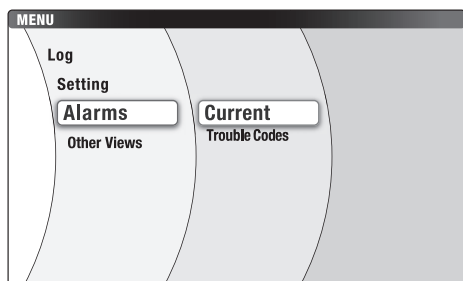 MENU
Log
Setting
Alarms
Other Views
Current
Trouble Codes